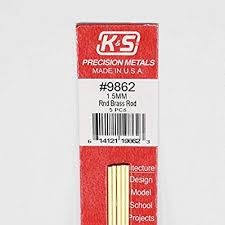 K&S
PRECISION METALS
MADE IN U.S.A.
#9862
1.5MM
Rnd Brass Rod
5 PCs
6 14121 19862 3
itecture
Design
Model
School
Projects